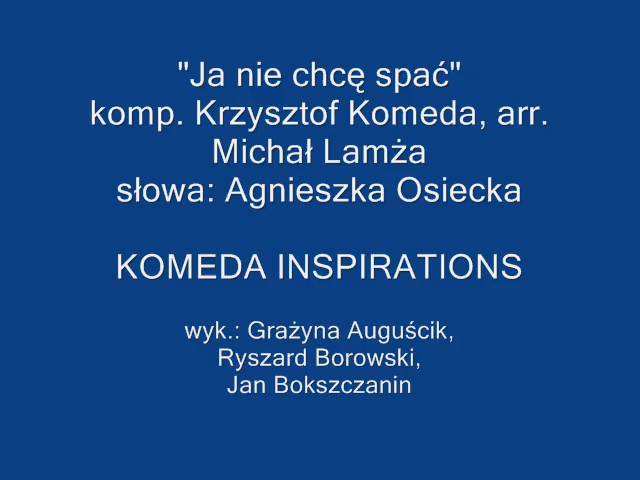 "Ja nie chcę spać"
komp. Krzysztof Komeda, arr.
Michał Lamża
słowa: Agnieszka Osiecka
KOMEDA INSPIRATIONS
wyk.: Grażyna Auguścik,
Ryszard Borowski,
Jan Bokszczanin